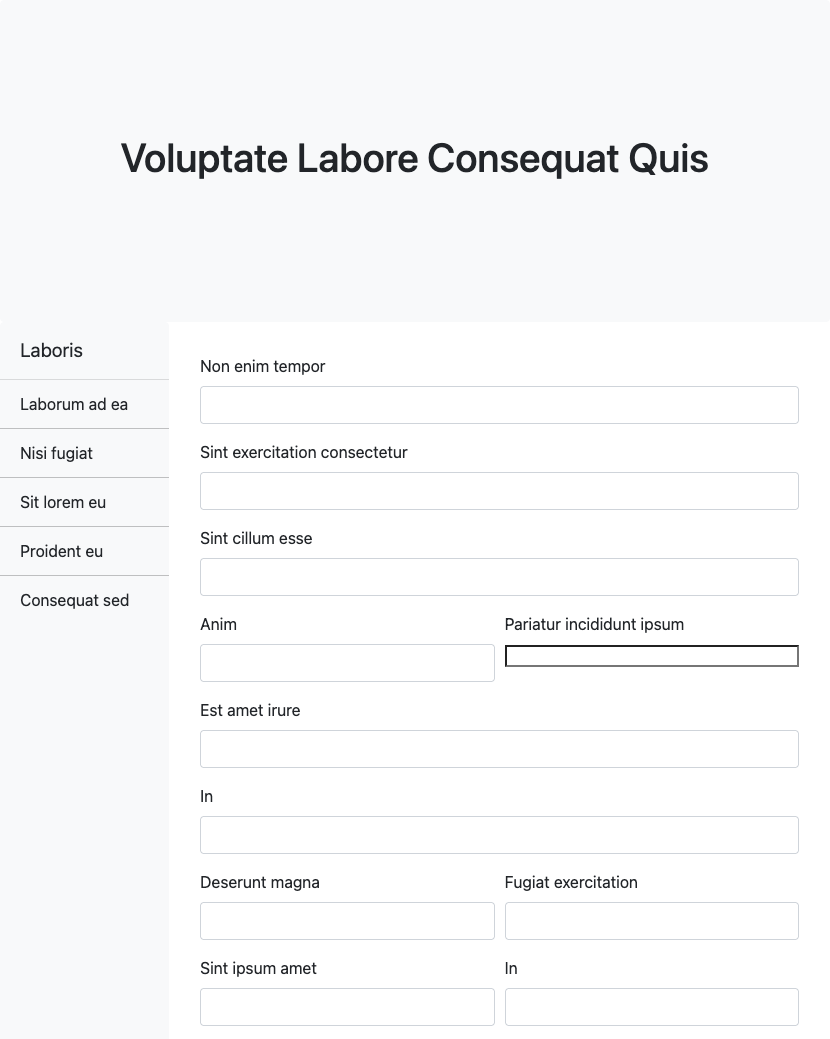 Voluptate Labore Consequat Quis
Laboris
Laborum ad ea
Nisi fugiat
Sit lorem eu
Proident eu
Consequat sed
Non enim tempor
Sint exercitation consectetur
Sint cillum esse
Anim
Pariatur incididunt ipsum
Est amet irure
In
Deserunt magna
Fugiat exercitation
Sint ipsum amet
In